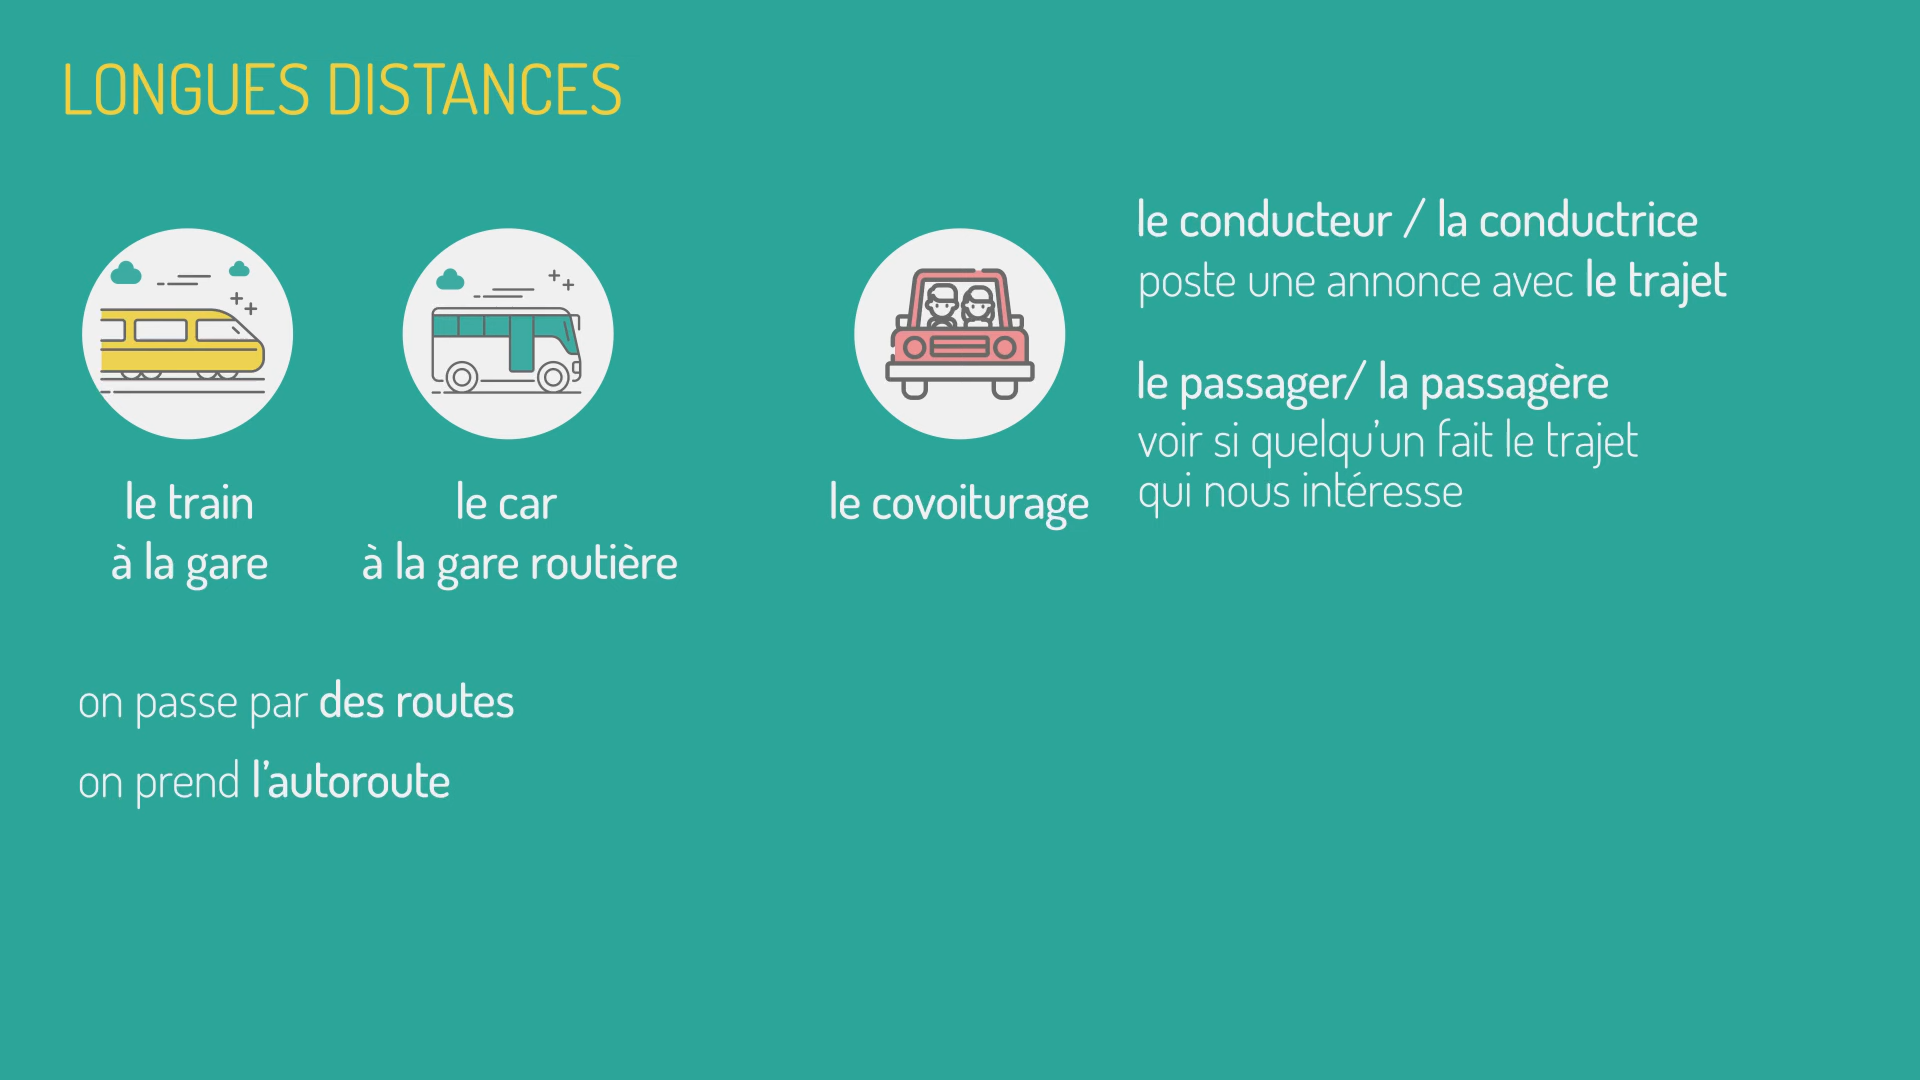 LONGUES DISTANCES
le train
à la gare
le car
à la gare routière
le covoiturage
le conducteur / la conductrice
poste une annonce avec le trajet
le passager/ la passagère
voir si quelqu'un fait le trajet
qui nous intéresse
on passe par des routes
on prend l'autoroute